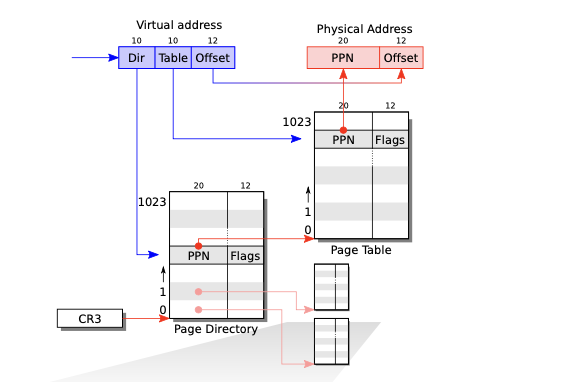 Virtual address
10 10 12
Dir Table Offset
Physical Address
20 12
PPN Offset
20 12
1023
PPN Flags
1
0
Page Table
20 12
1023
PPN Flags
1
0
Page Directory
CR3